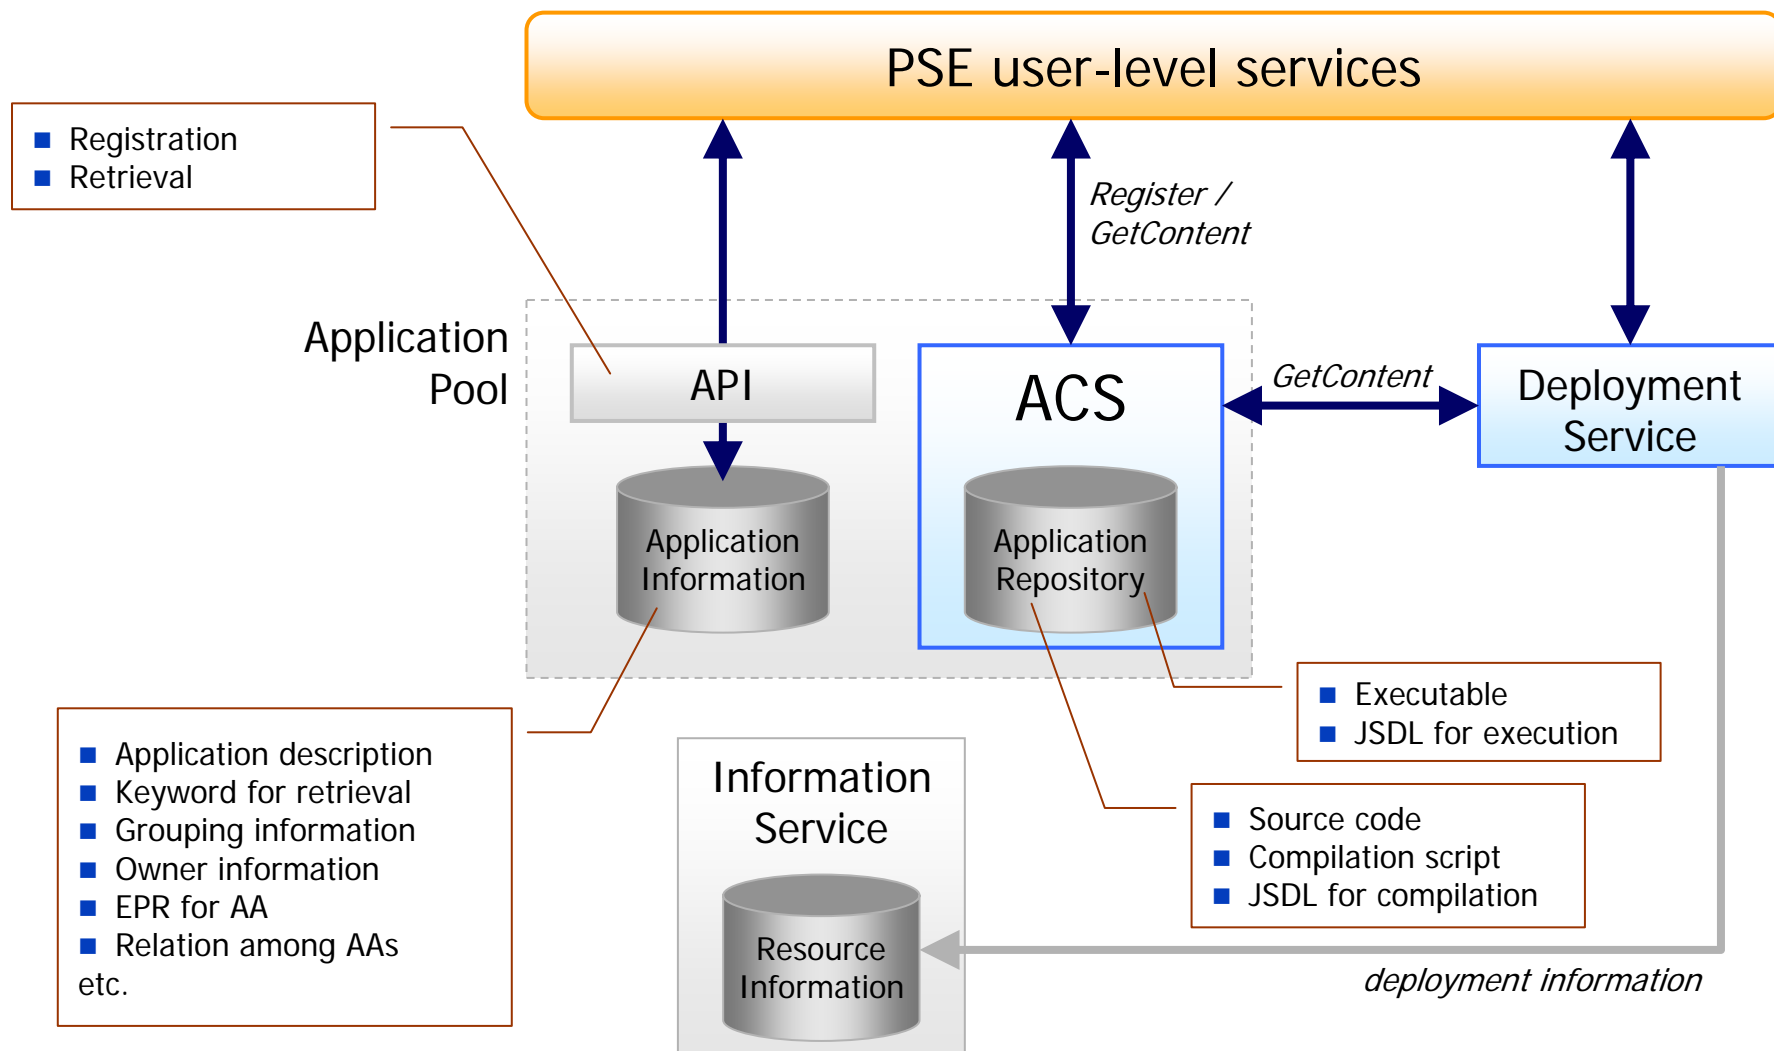 PSE user-level services
Registration
Retrieval
Register /
GetContent
Application
Pool
API
ACS
GetContent
Deployment
Service
Application
Information
Application
Repository
Executable
JSDL for execution
Application description
Keyword for retrieval
Grouping information
Owner information
EPR for AA
Relation among AAs
etc.
Information
Service
Source code
Compilation script
JSDL for compilation
Resource
Information
deployment information